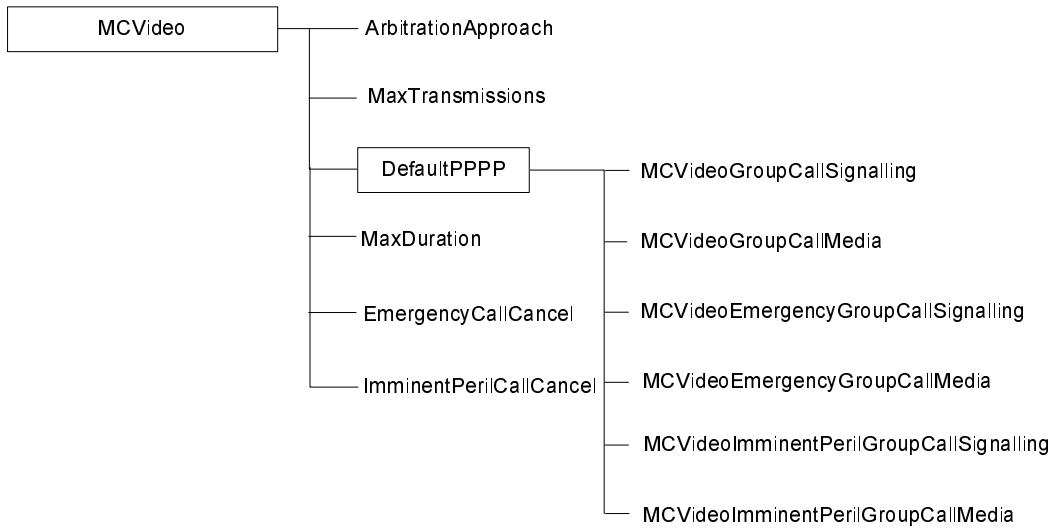 MCVideo
ArbitrationApproach
MaxTransmissions
DefaultPPPP
MaxDuration
EmergencyCallCancel
ImminentPerilCallCancel
MCVideoGroupCallSignalling
MCVideoGroupCallMedia
MCVideoEmergencyGroupCallSignalling
MCVideoEmergencyGroupCallMedia
MCVideoImminentPerilGroupCallSignalling
MCVideoImminentPerilGroupCallMedia